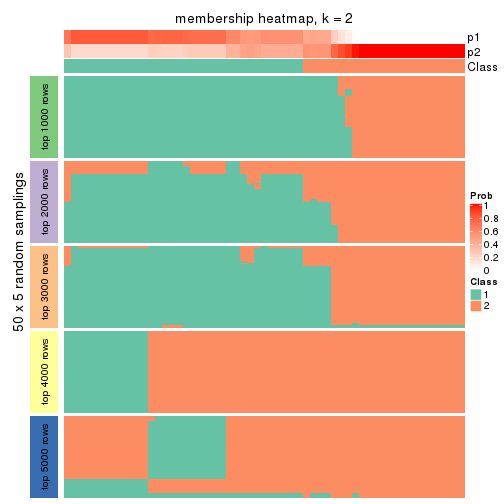 membership heatmap, k = 2
p1
p2
Class
50 x 5 random samplings
top 1000 rows
top 2000 rows
top 3000 rows
top 4000 rows
top 5000 rows
Prob
1
0.8
0.6
0.4
0.2
0
Class
1
2